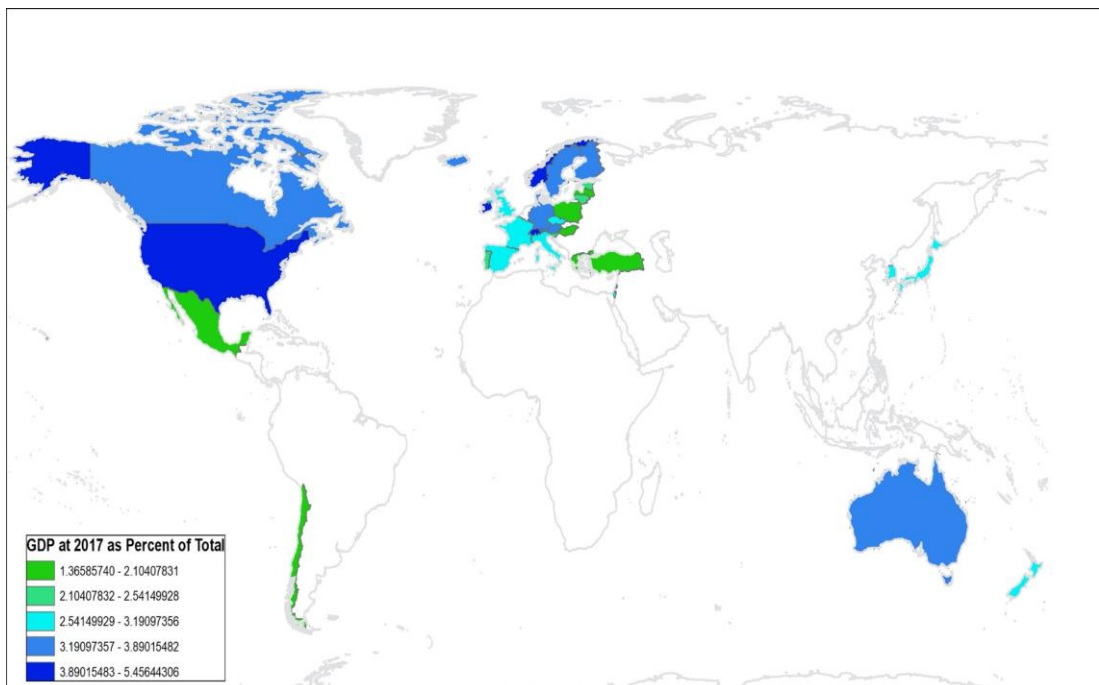 GDP at 2017 as Percent of Total
1.36585740 - 2.10407831
2.10407832 - 2.54149928
2.54149929 - 3.19097356
3.19097357 - 3.89015482
3.89015483 - 5.45644306